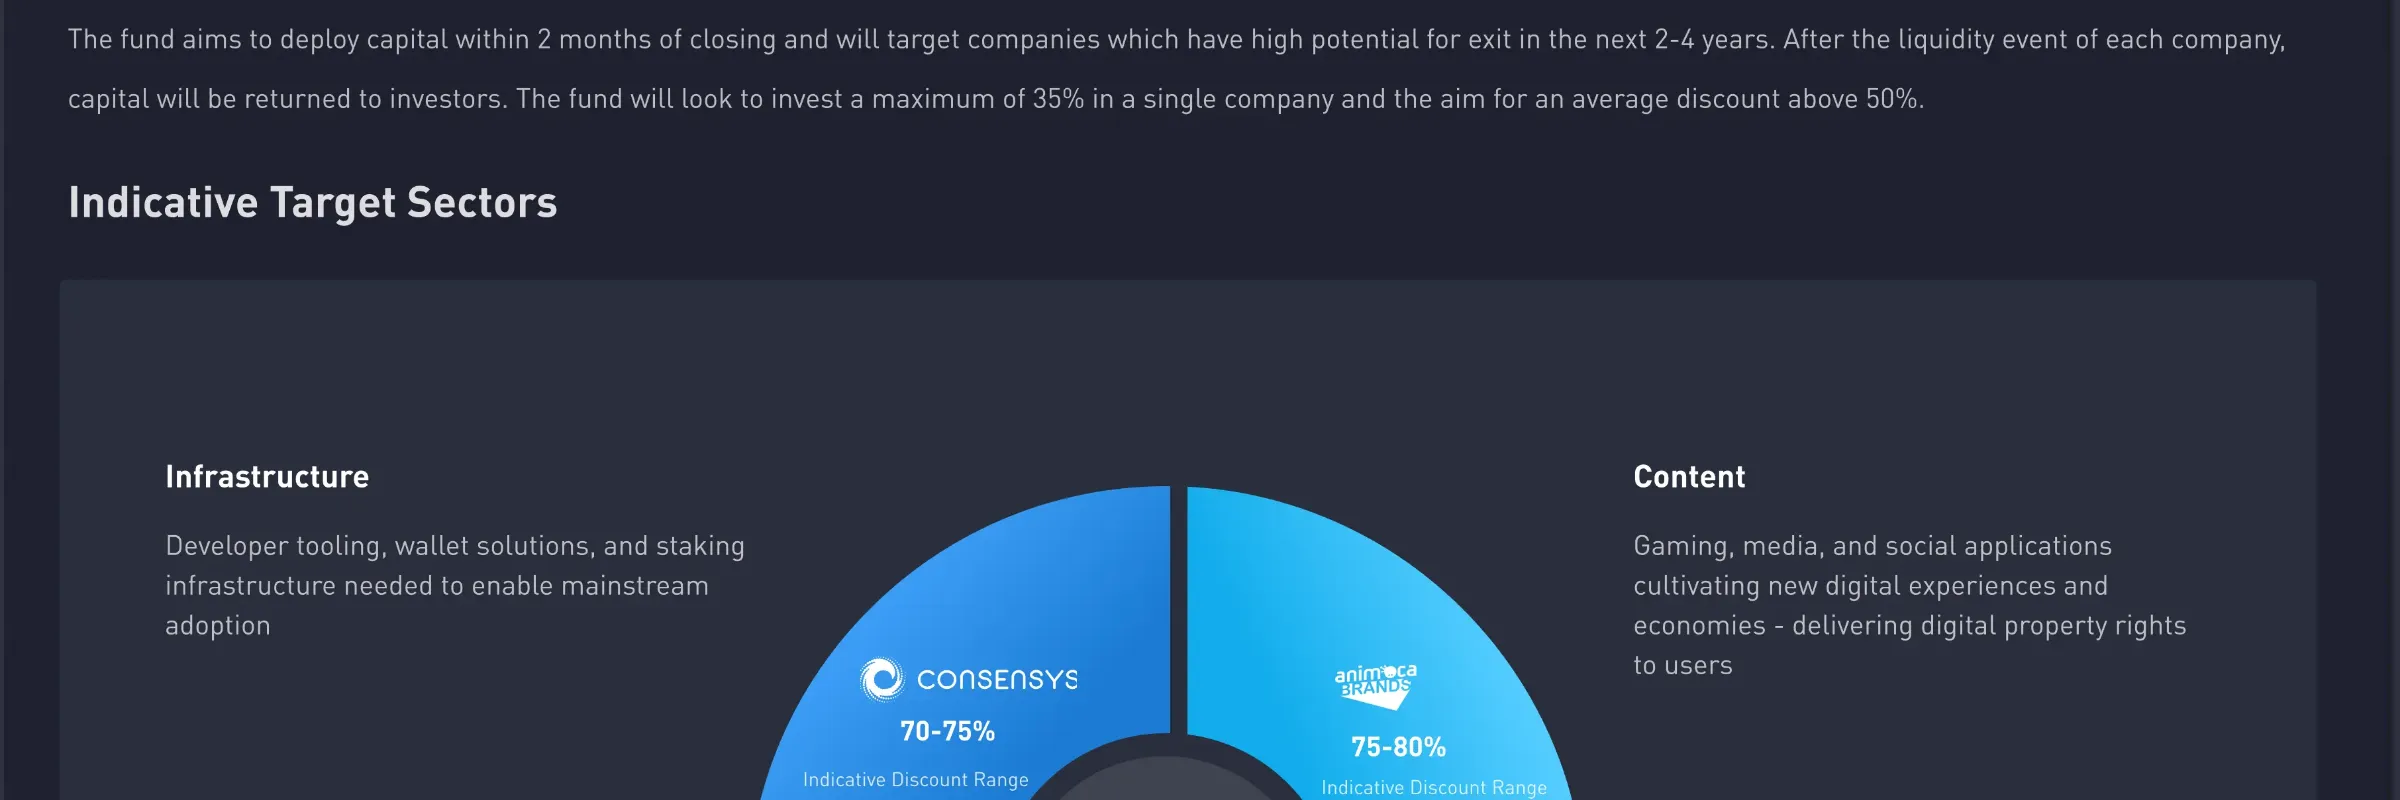 The fund aims to deploy capital within 2 months of closing and will target companies which have high potential for exit in the next 2-4 years. After the liquidity event of each company,
capital will be returned to investors. The fund will look to invest a maximum of 35% in a single company and the aim for an average discount above 50%.
Indicative Target Sectors
Infrastructure
Developer tooling, wallet solutions, and staking
infrastructure needed to enable mainstream
adoption
CONSENSYS
70-75%
Indicative Discount Range
animoca
BRANDS
75-80%
Indicative Discount Range
Content
Gaming, media, and social applications
cultivating new digital experiences and
economies - delivering digital property rights
to users